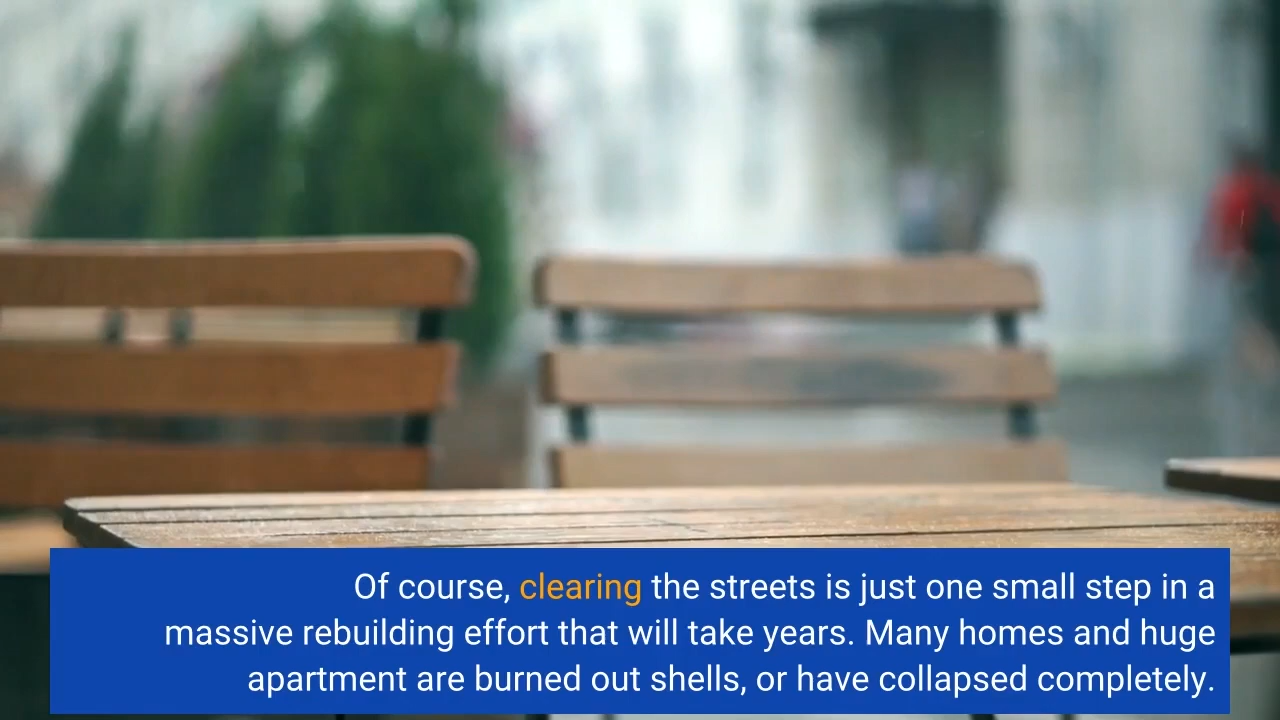 Of course, clearing the streets is just one small step in a
massive rebuilding effort that will take years. Many homes and huge
apartment are burned out shells, or have collapsed completely.